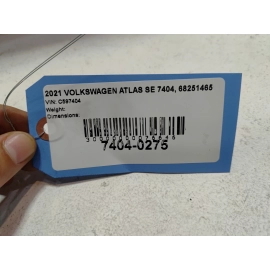 2021 VOLKSWAGEN ATLAS SE 7404, 68251465
VIN: C597404
Weight:
Dimensions:
7404-0275